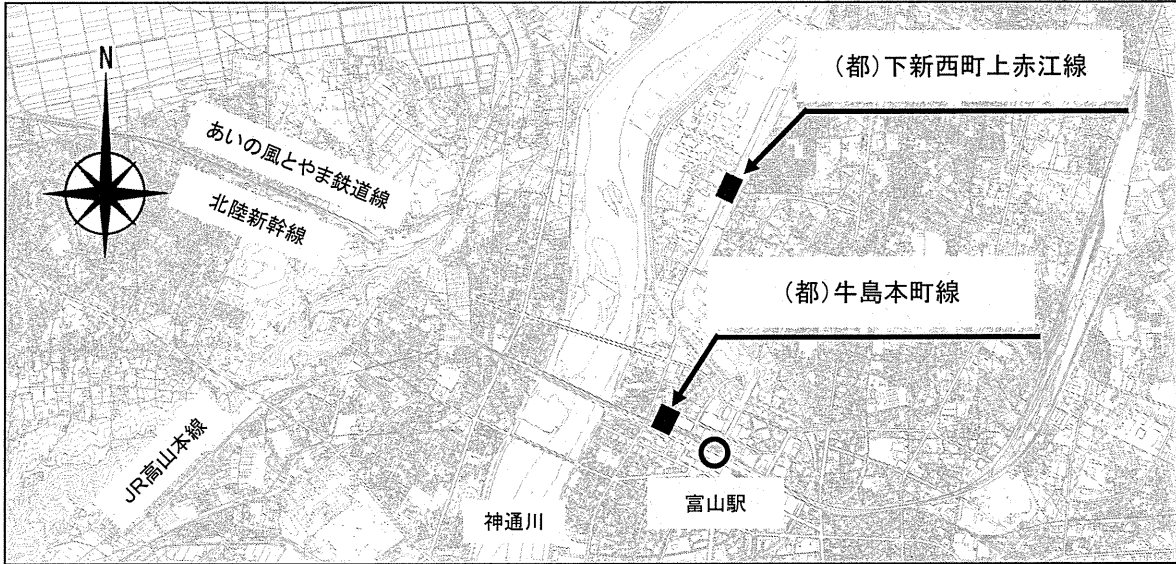 N
(都)下新西町上赤江線
あいの風とやま鉄道線
北陸新幹線
(都)牛島本町線
JR高山本線
神通川
富山駅